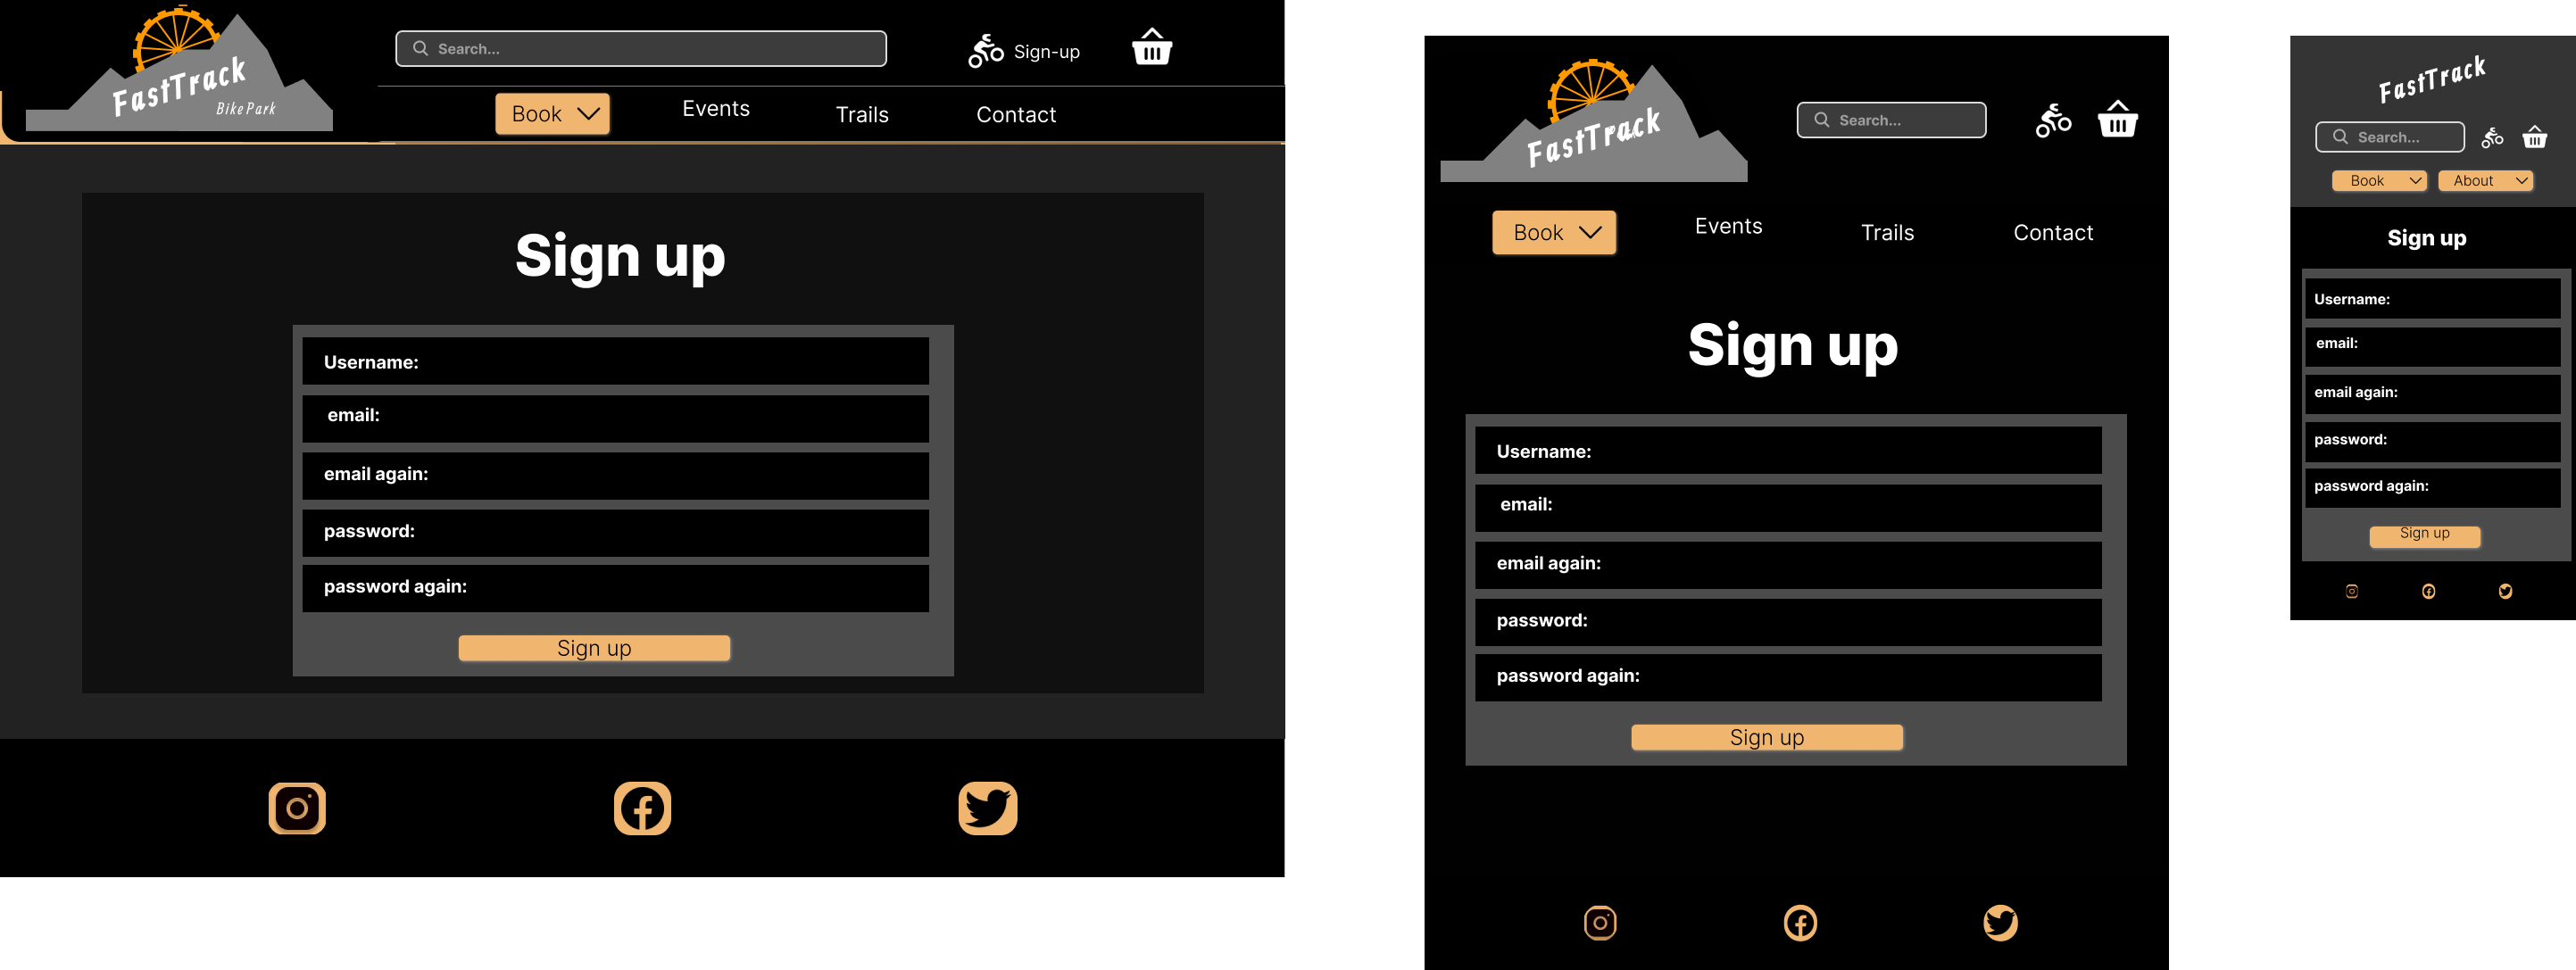 Search...
Sign-up
FastTrack
Bike Park
Book
Events
Trails
Contact
Sign up
Username:
email:
email again:
password:
password again:
Sign up
FastTrack
Search...
Book
Events
Trails
Contact
Sign up
Username:
email:
email again:
password:
password again:
Sign up
FastTrack
Search...
Book
About
Sign up
Username:
email:
email again:
password:
password again:
Sign up